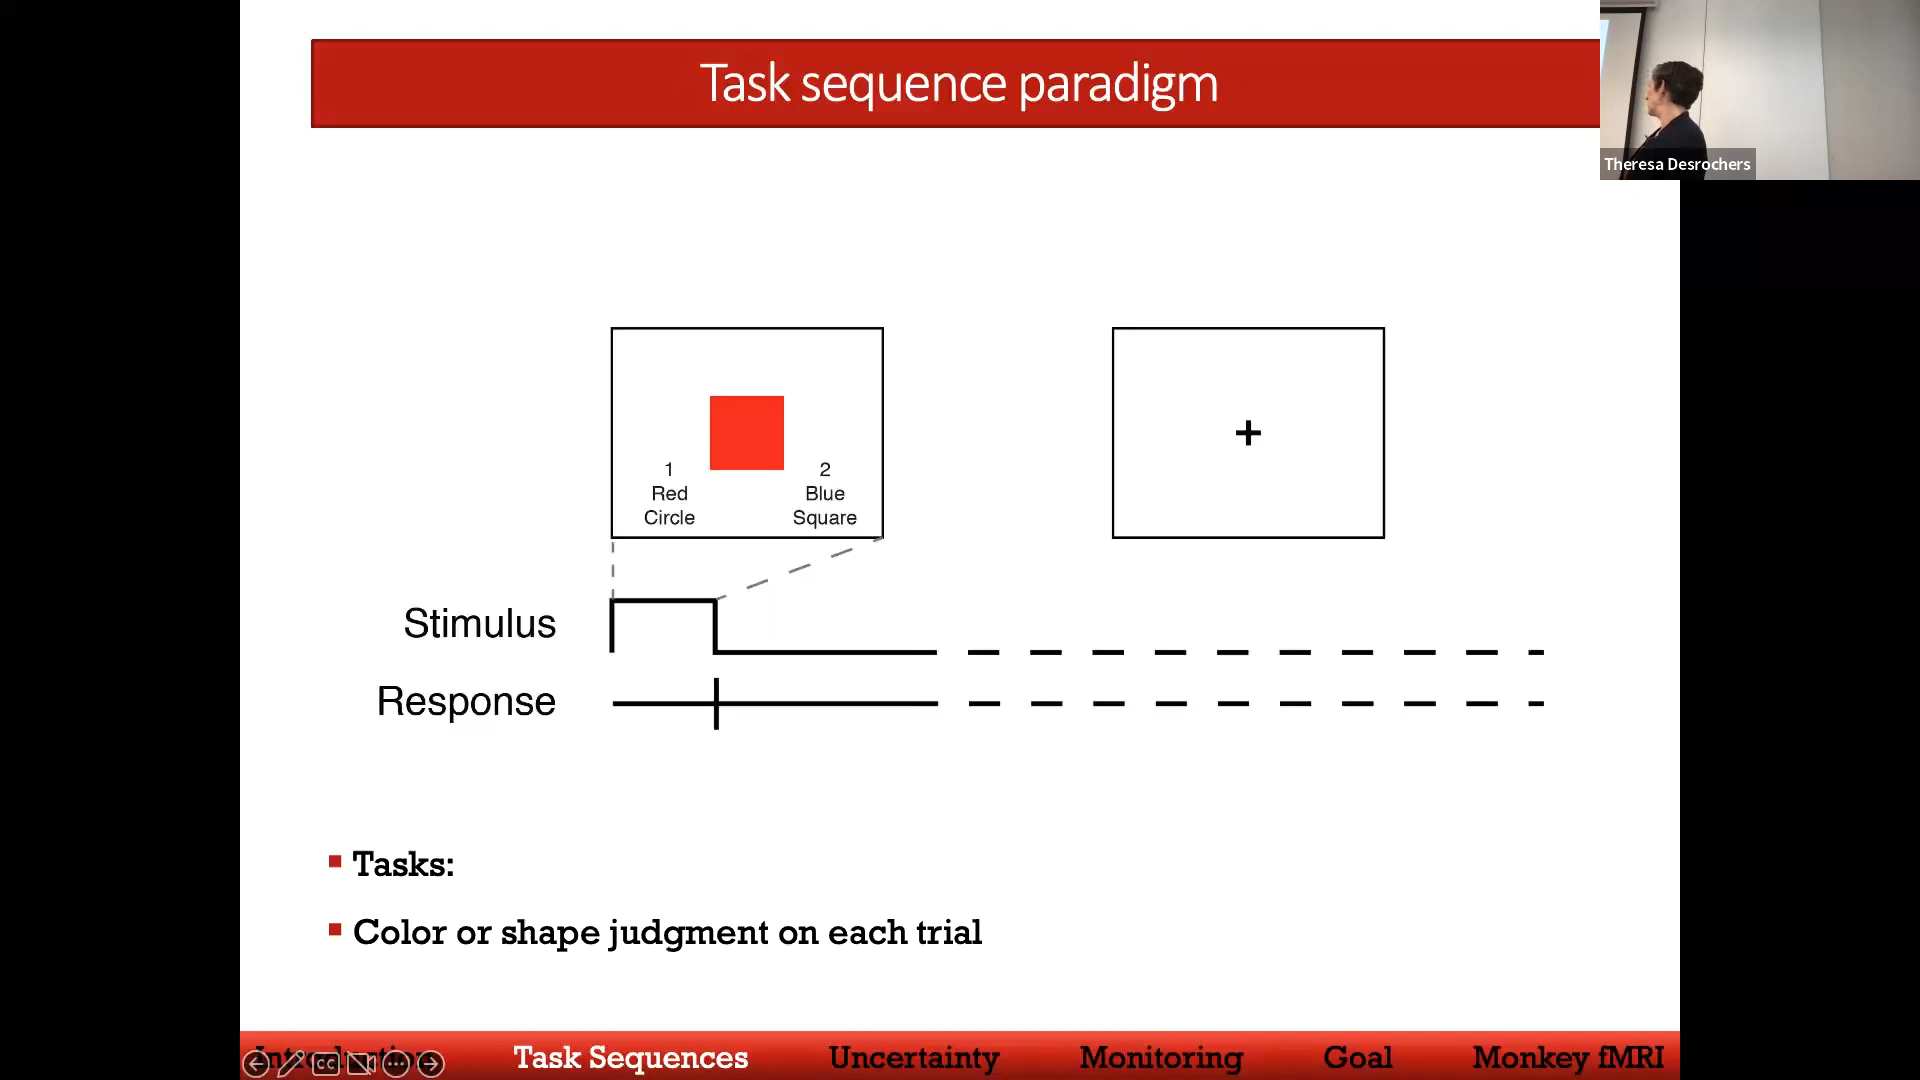 Task sequence paradigm
Theresa Desrochers
1
Red
Circle
2
Blue
Square
+
Stimulus
Response
Tasks:
Color or shape judgment on each trial
Introduction Task Sequences Uncertainty Monitoring Goal Monkey fMRI
CC